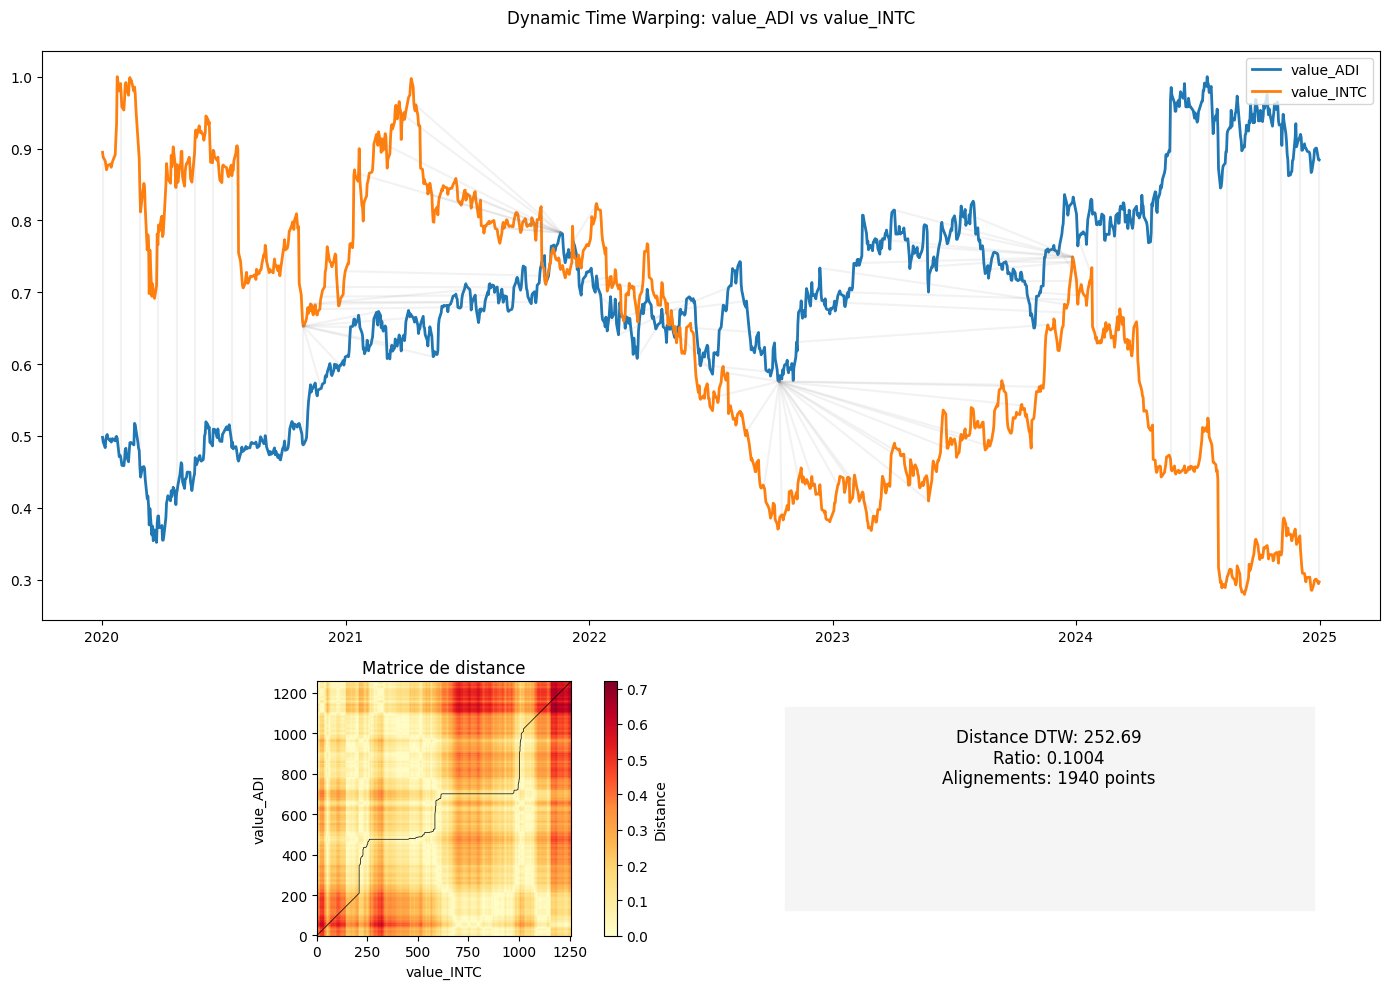 Dynamic Time Warping: value_ADI vs value_INTC
value_ADI
value_INTC
1.0
0.9
0.8
0.7
0.6
0.5
0.4
0.3
2020 2021 2022 2023 2024 2025
Matrice de distance
value_ADI
1200
1000
800
600
400
200
0
0 250 500 750 1000 1250
value_INTC
0.7
0.6
0.5
0.4
0.3
0.2
0.1
0.0
Distance
Distance DTW: 252.69
Ratio: 0.1004
Alignements: 1940 points